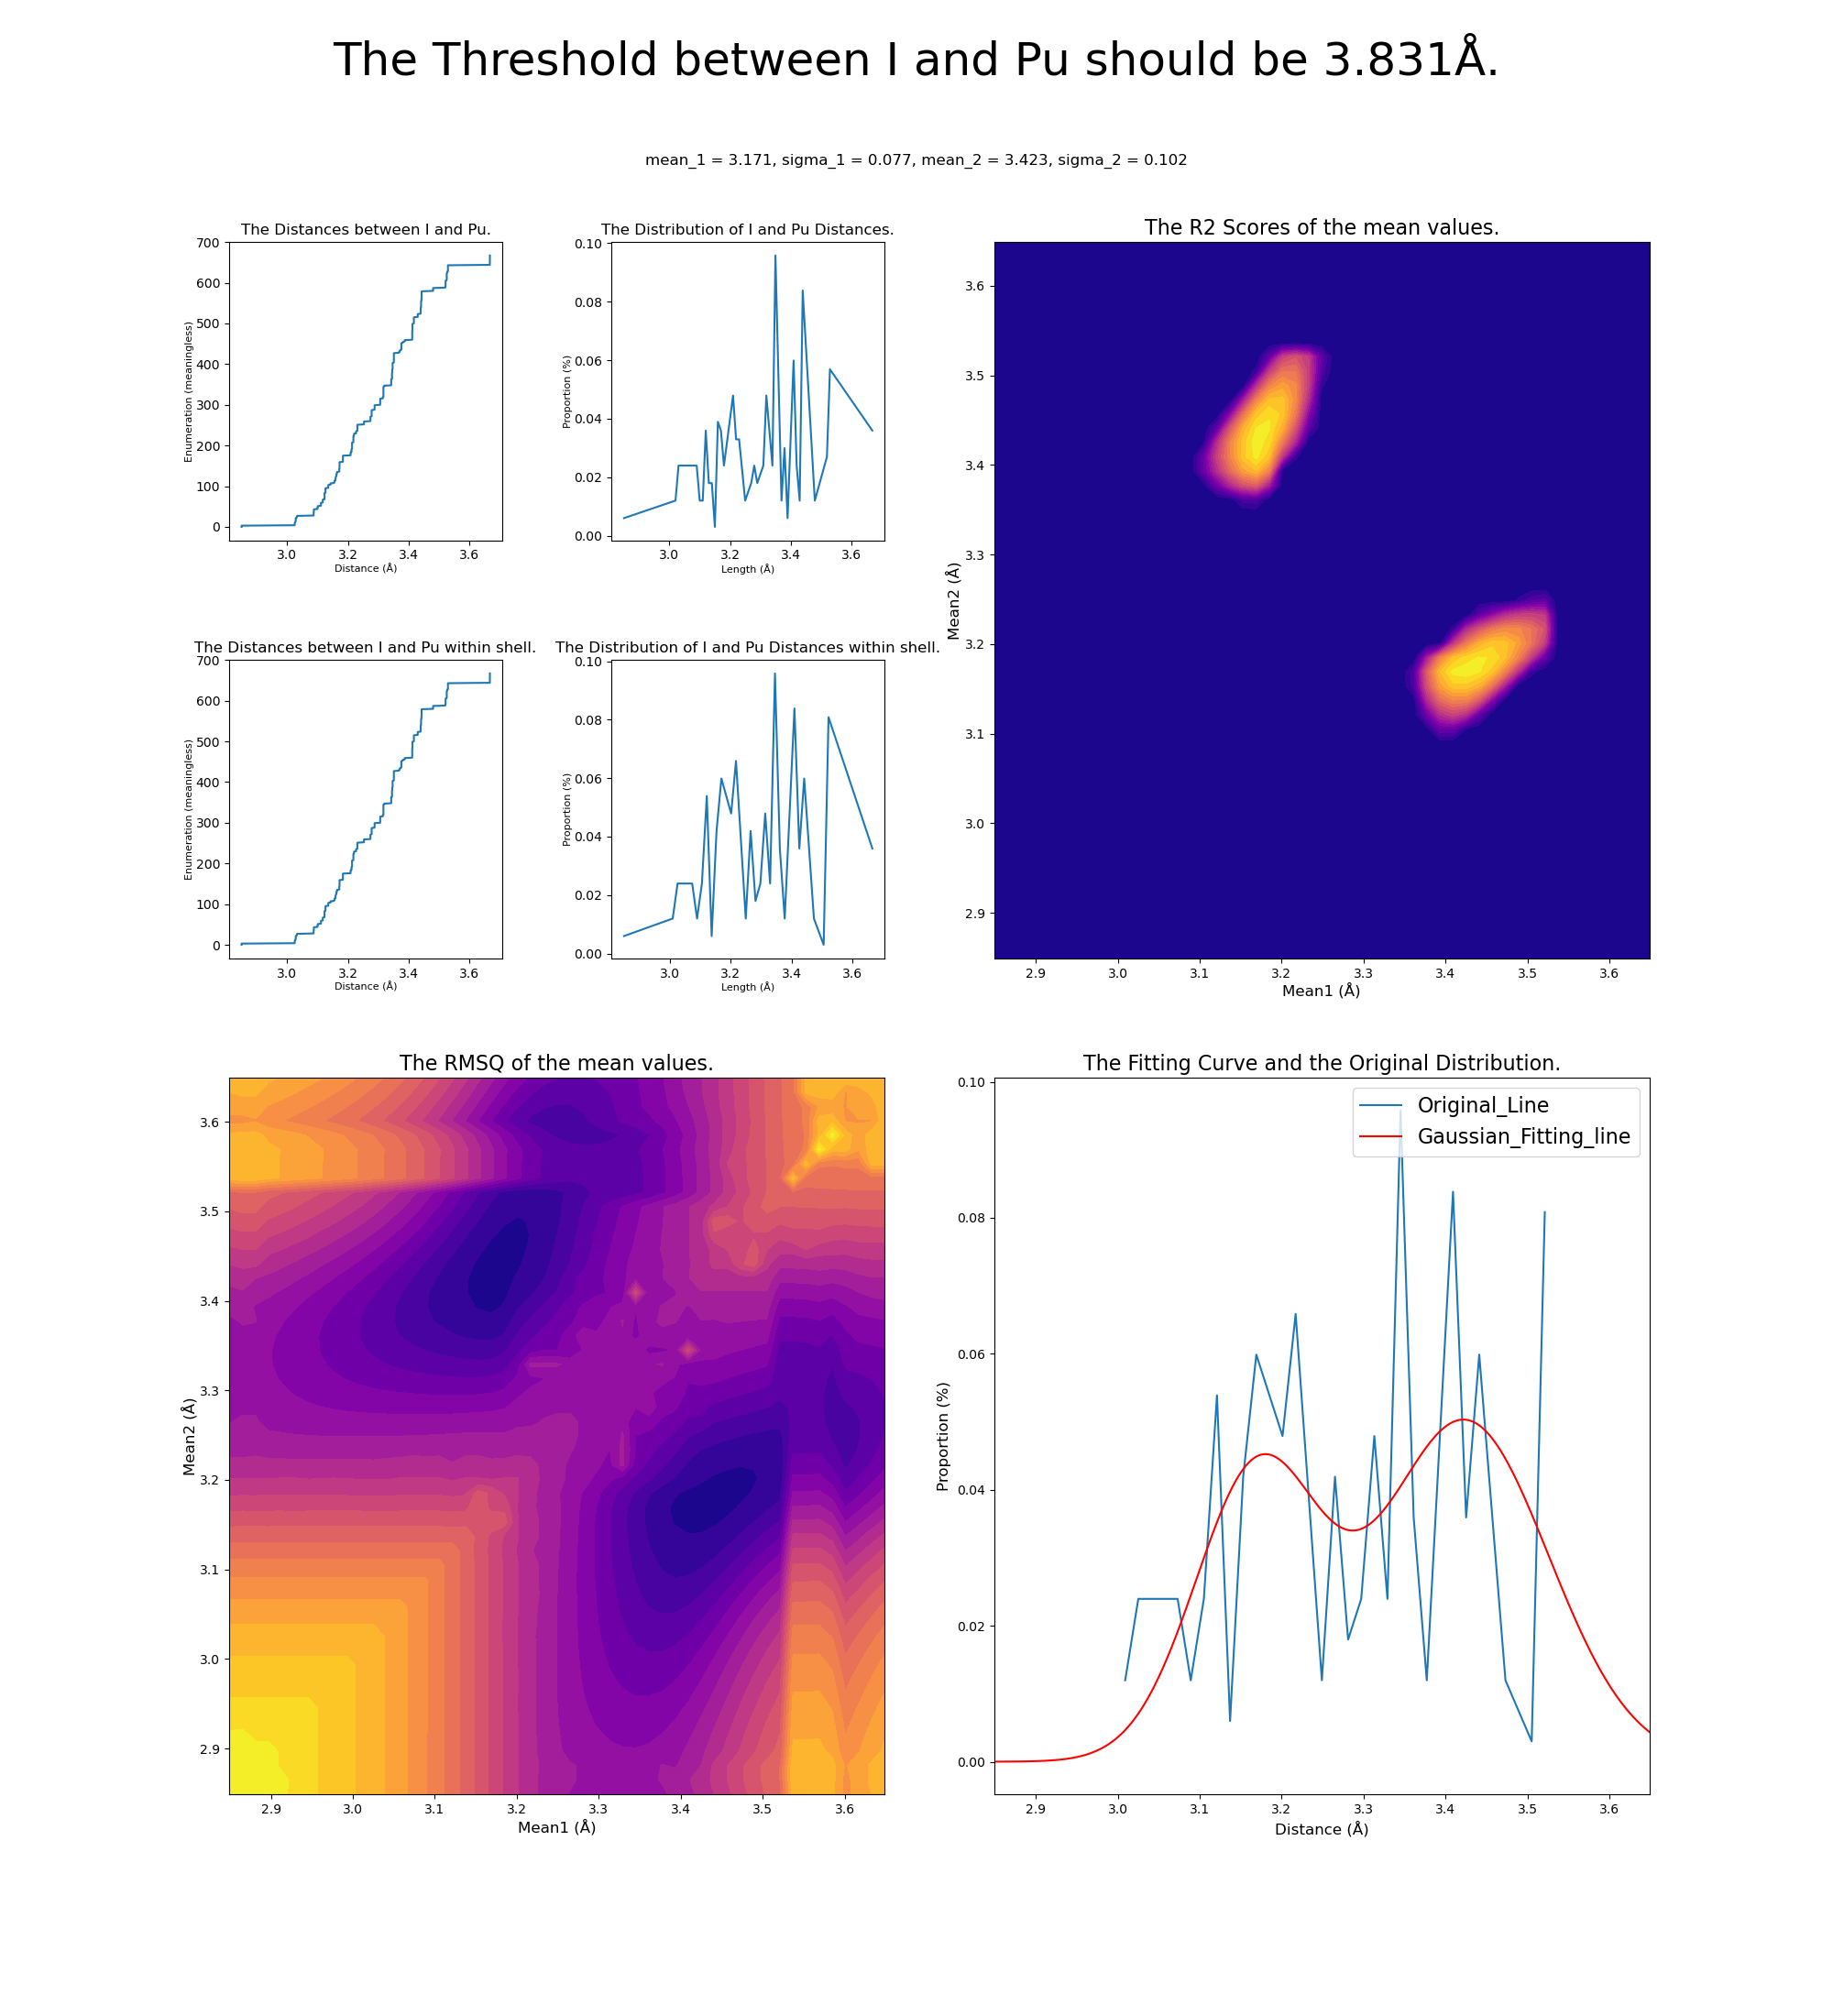 The Threshold between I and Pu should be 3.831Å.
mean_1 = 3.171, sigma_1 = 0.077, mean_2 = 3.423, sigma_2 = 0.102
The Distances between I and Pu.
700
600
500
400
300
200
100
0
Enumeration (meaningless)
3.0 3.2 3.4 3.6
Distance (Å)
The Distribution of I and Pu Distances.
0.10
0.08
0.06
0.04
0.02
0.00
Proportion (%)
3.0 3.2 3.4 3.6
Length (Å)
The R2 Scores of the mean values.
3.6
3.5
3.4
3.3
3.2
3.1
3.0
2.9
Mean2 (Å)
2.9 3.0 3.1 3.2 3.3 3.4 3.5 3.6
Mean1 (Å)
The Distances between I and Pu within shell.
700
600
500
400
300
200
100
0
Enumeration (meaningless)
3.0 3.2 3.4 3.6
Distance (Å)
The Distribution of I and Pu Distances within shell.
0.10
0.08
0.06
0.04
0.02
0.00
Proportion (%)
3.0 3.2 3.4 3.6
Length (Å)
The RMSQ of the mean values.
3.6
3.5
3.4
3.3
3.2
3.1
3.0
2.9
Mean2 (Å)
2.9 3.0 3.1 3.2 3.3 3.4 3.5 3.6
Mean1 (Å)
The Fitting Curve and the Original Distribution.
Original_Line
Gaussian_Fitting_line
0.10
0.08
0.06
0.04
0.02
0.00
Proportion (%)
2.9 3.0 3.1 3.2 3.3 3.4 3.5 3.6
Distance (Å)